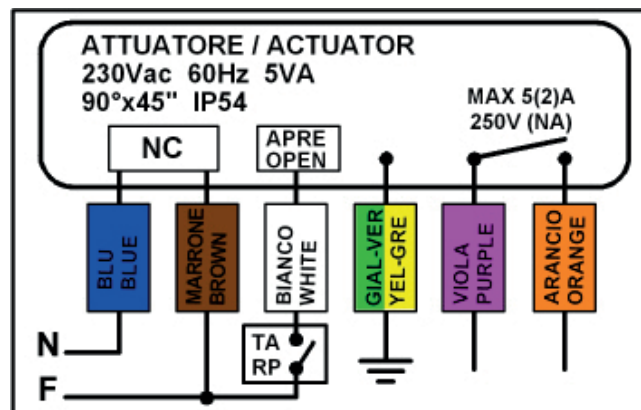 ATTUATORE / ACTUATOR
230Vac 60Hz 5VA
90°x45" IP54
MAX 5(2)A
250V (NA)
NC
APRE
OPEN
BLU
BLUE
MARRONE
BROWN
BIANCO
WHITE
GIAL-VER
YEL-GRE
VIOLA
PURPLE
ARANCIO
ORANGE
N
TA
RP
F